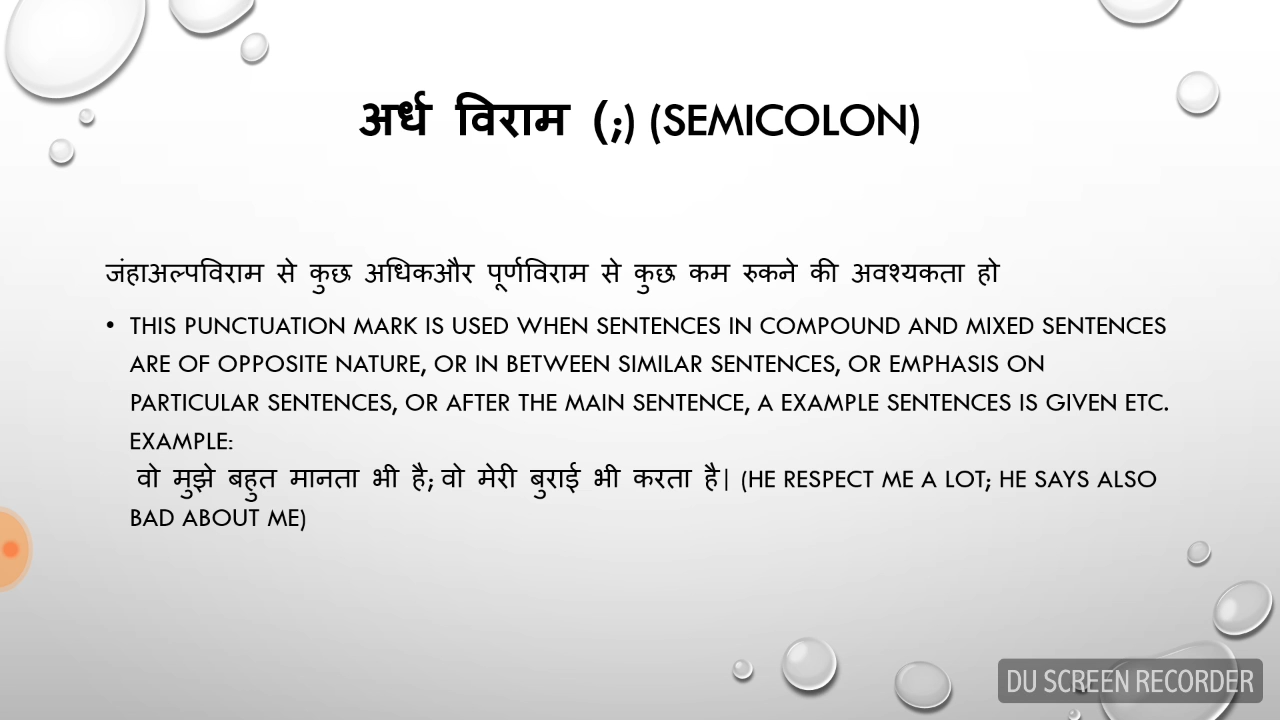 अर्ध विराम (;) (SEMICOLON)
जंहाअल्पविराम से कुछ अधिकऔर पूर्णविराम से कुछ कम रुकने की अवश्यकता हो
• THIS PUNCTUATION MARK IS USED WHEN SENTENCES IN COMPOUND AND MIXED SENTENCES
ARE OF OPPOSITE NATURE, OR IN BETWEEN SIMILAR SENTENCES, OR EMPHASIS ON
PARTICULAR SENTENCES, OR AFTER THE MAIN SENTENCE, A EXAMPLE SENTENCES IS GIVEN ETC.
EXAMPLE:
वो मुझे बहुत मानता भी है; वो मेरी बुराई भी करता है| (HE RESPECT ME A LOT; HE SAYS ALSO
BAD ABOUT ME)
DU SCREEN RECORDER